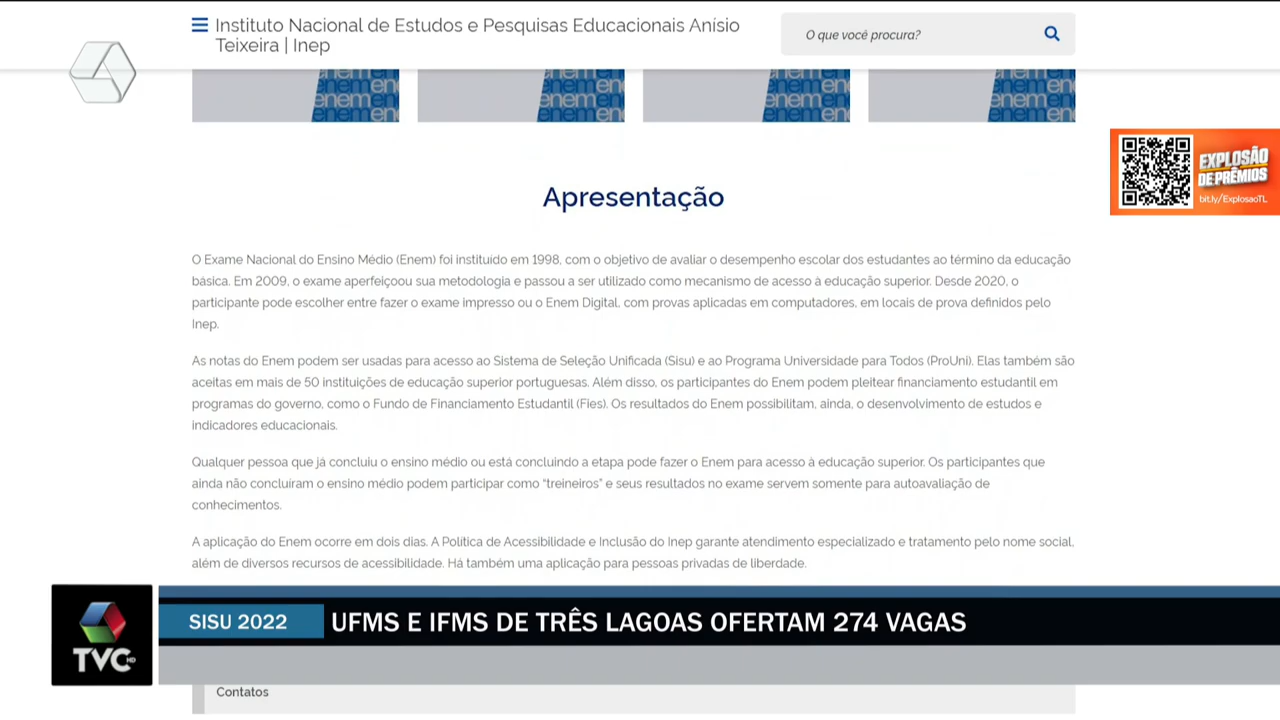 Instituto Nacional de Estudos e Pesquisas Educacionais Anísio
Teixeira | Inep
O que você procura?
enem enem enem enem
enemen enemen enemen enemen
enem enem enem enem
EXPLOSÃO
DE PRÊMIOS
bit.ly/ExplosaoTL
Apresentação
O Exame Nacional do Ensino Médio (Enem) foi instituído em 1998, com o objetivo de avaliar o desempenho escolar dos estudantes ao término da educação
básica. Em 2009, o exame aperfeiçoou sua metodologia e passou a ser utilizado como mecanismo de acesso à educação superior. Desde 2020, o
participante pode escolher entre fazer o exame impresso ou o Enem Digital, com provas aplicadas em computadores, em locais de prova definidos pelo
Inep.
As notas do Enem podem ser usadas para acesso ao Sistema de Seleção Unificada (Sisu) e ao Programa Universidade para Todos (ProUni). Elas também são
aceitas em mais de 50 instituições de educação superior portuguesas. Além disso, os participantes do Enem podem pleitear financiamento estudantil em
programas do governo, como o Fundo de Financiamento Estudantil (Fies). Os resultados do Enem possibilitam, ainda, o desenvolvimento de estudos e
indicadores educacionais.
Qualquer pessoa que já concluiu o ensino médio ou está concluindo a etapa pode fazer o Enem para acesso à educação superior. Os participantes que
ainda não concluíram o ensino médio podem participar como “treineiros” e seus resultados no exame servem somente para autoavaliação de
conhecimentos.
A aplicação do Enem ocorre em dois dias. A Política de Acessibilidade e Inclusão do Inep garante atendimento especializado e tratamento pelo nome social,
além de diversos recursos de acessibilidade. Há também uma aplicação para pessoas privadas de liberdade.
SISU 2022
UFMS E IFMS DE TRÊS LAGOAS OFERTAM 274 VAGAS
TVC HD
Contatos